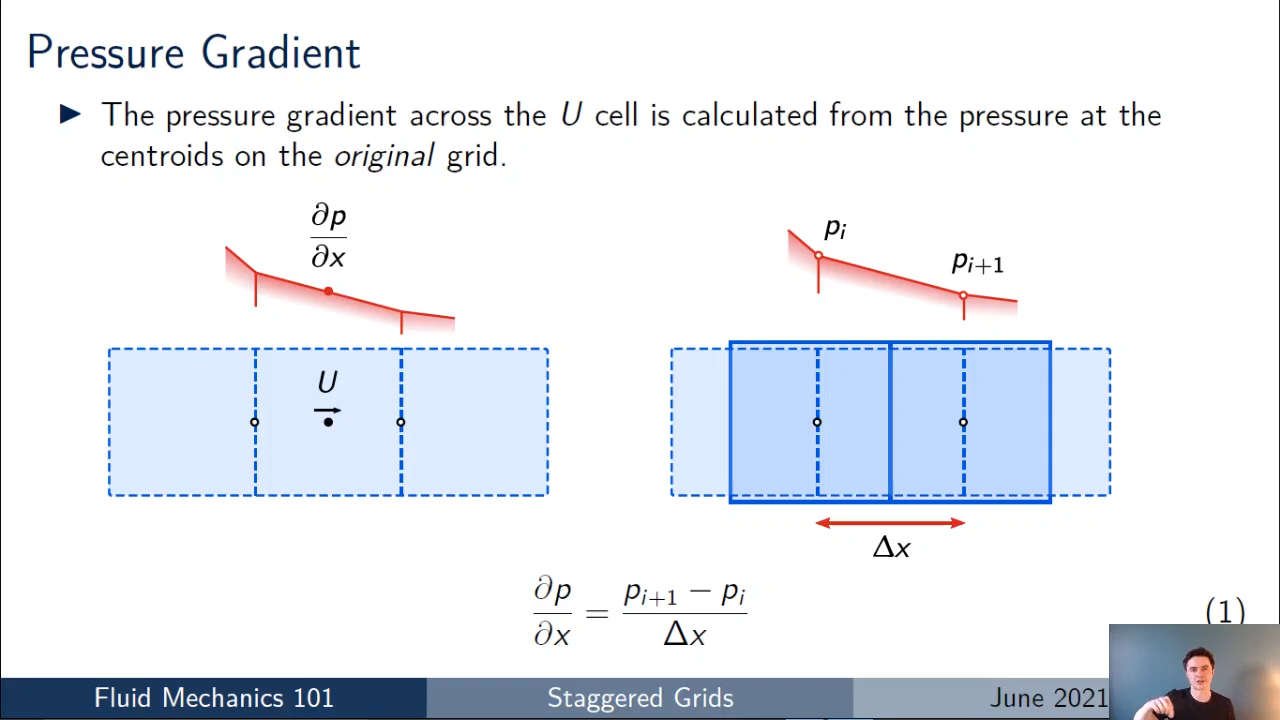 Pressure Gradient
▶ The pressure gradient across the U cell is calculated from the pressure at the
centroids on the original grid.
∂p
∂x
U
p_i
p_{i+1}
Δx
∂p/∂x = (p_{i+1} − p_i)/Δx
(1)
Fluid Mechanics 101
Staggered Grids
June 2021